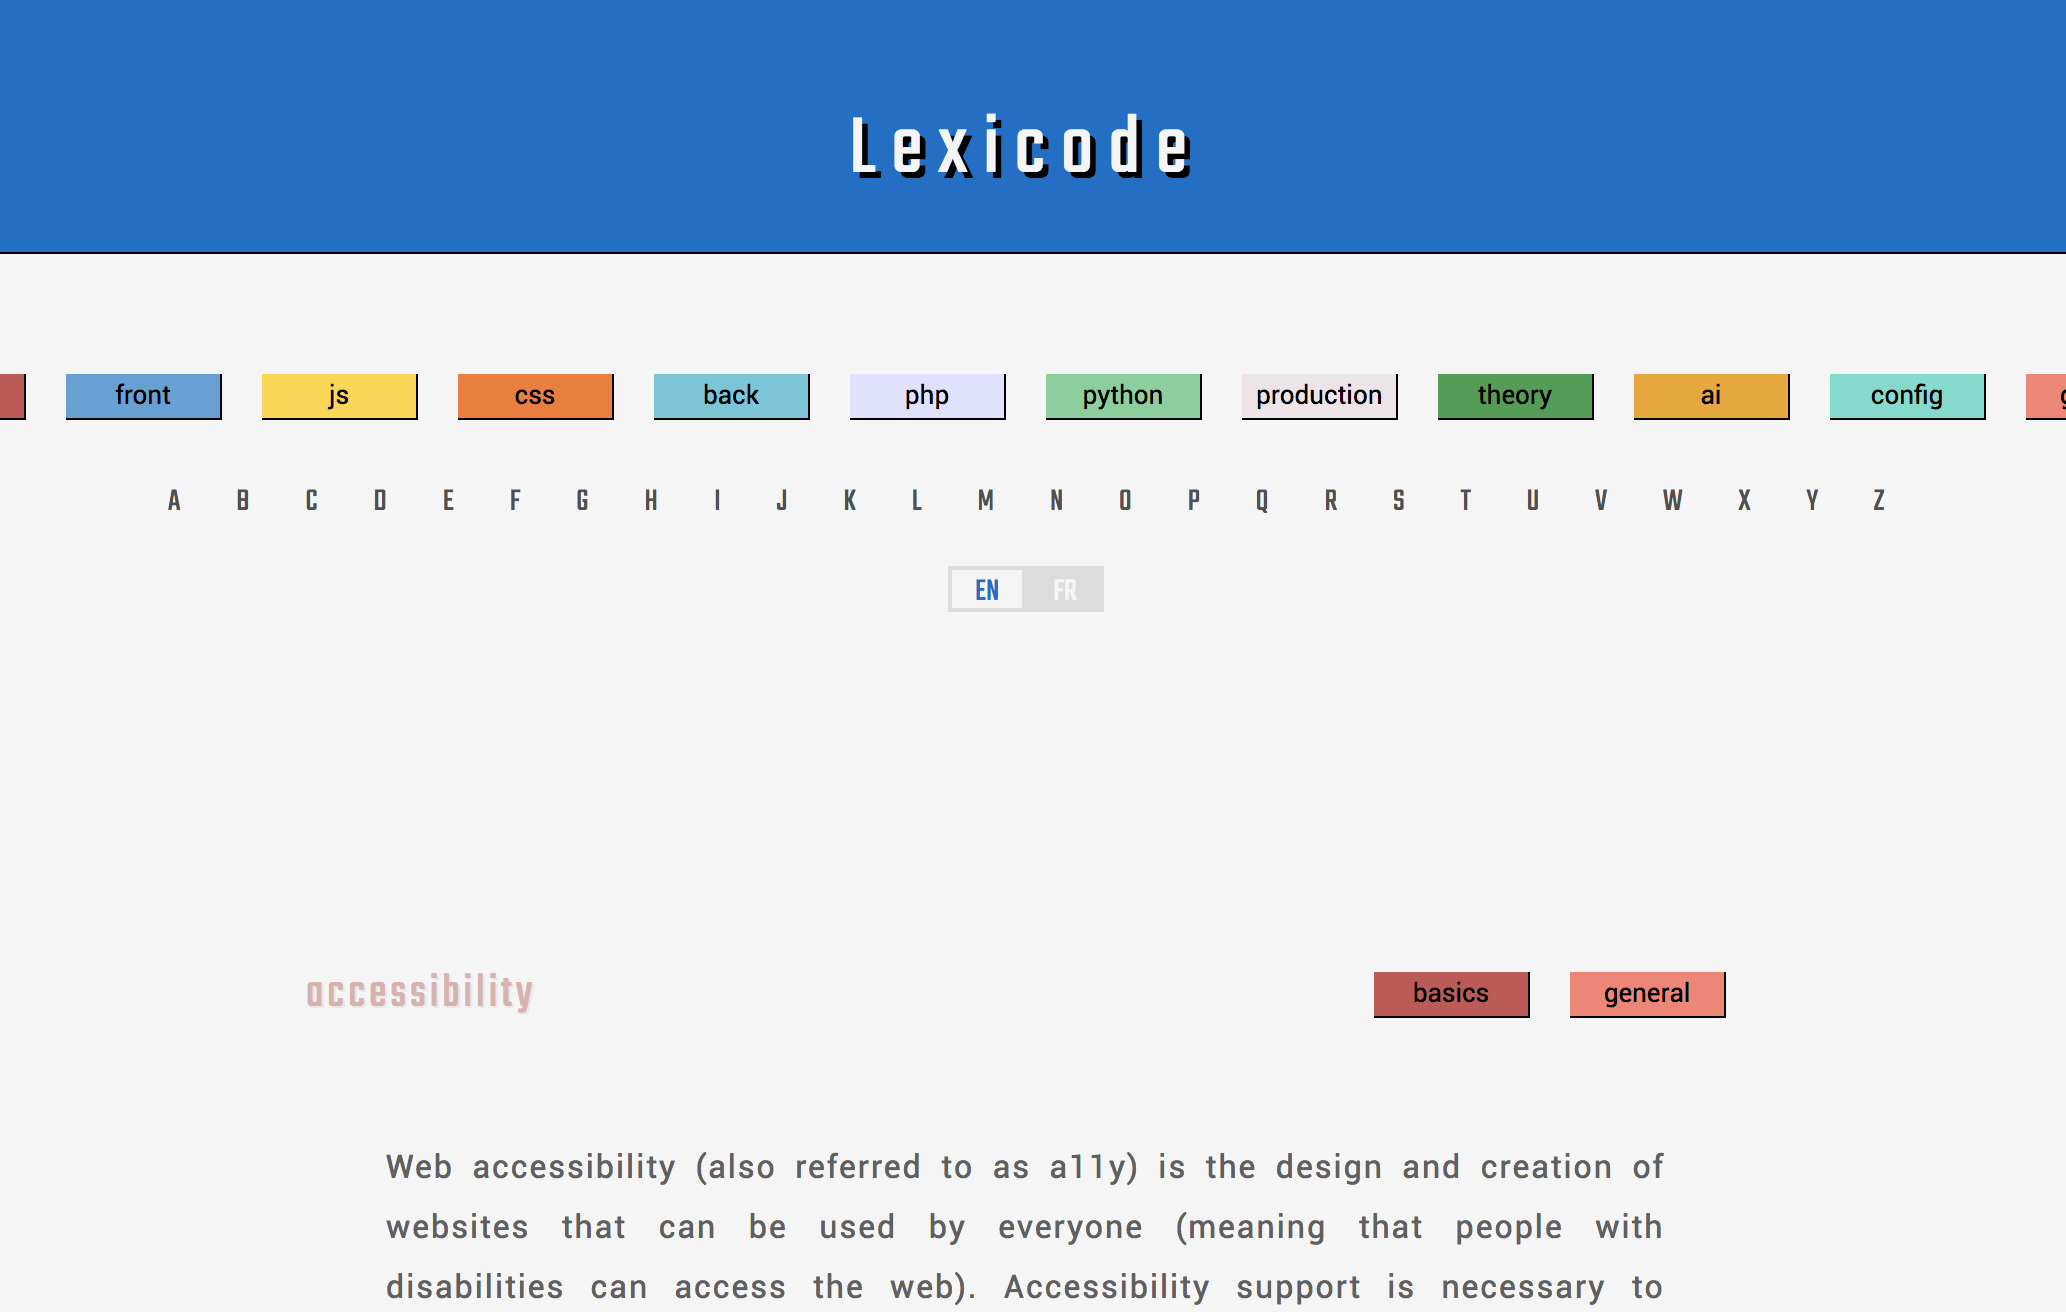 Lexicode
front js css back php python production theory ai config
A B C D E F G H I J K L M N O P Q R S T U V W X Y Z
EN FR
accessibility basics general
Web accessibility (also referred to as a11y) is the design and creation of
websites that can be used by everyone (meaning that people with
disabilities can access the web). Accessibility support is necessary to